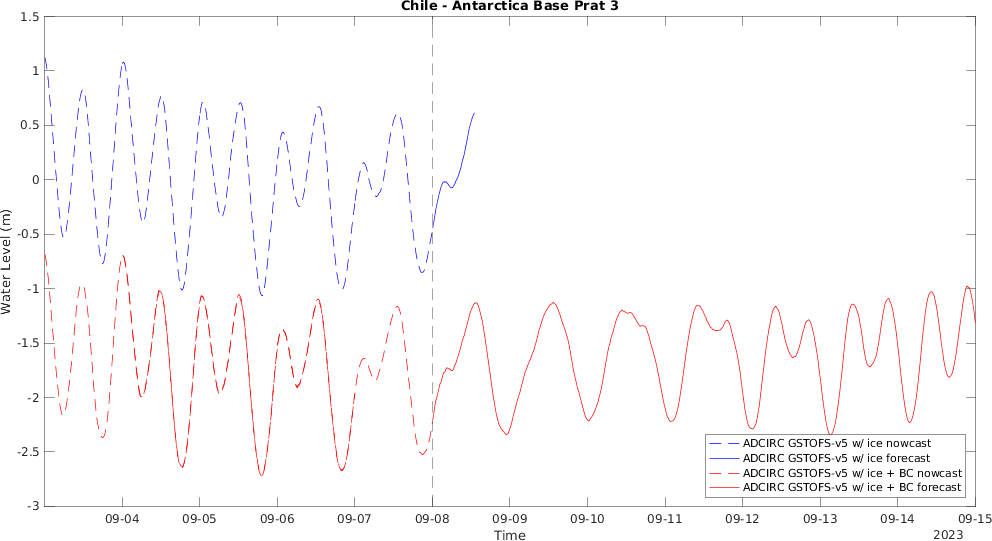 Chile - Antarctica Base Prat 3
1.5
1
0.5
0
-0.5
-1
-1.5
-2
-2.5
-3
Water Level (m)
ADCIRC GSTOFS-v5 w/ ice nowcast
ADCIRC GSTOFS-v5 w/ ice forecast
ADCIRC GSTOFS-v5 w/ ice + BC nowcast
ADCIRC GSTOFS-v5 w/ ice + BC forecast
09-04 09-05 09-06 09-07 09-08 09-09 09-10 09-11 09-12 09-13 09-14 09-15
Time
2023